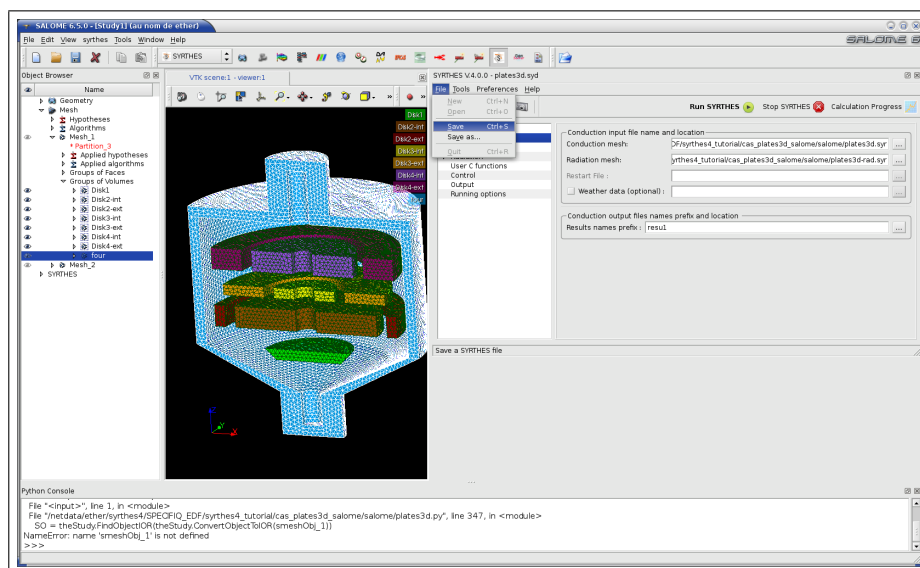 SALOME 6.5.0 - [Study1] (au nom de ether)
File Edit View syrthes Tools Window Help
SALOME 6
SYRTHES
Object Browser
Name
Geometry
Mesh
Hypotheses
Algorithms
Mesh_1
*Partition_3
Applied hypotheses
Applied algorithms
Groups of Faces
Groups of Volumes
Disk1
Disk2-int
Disk2-ext
Disk3-int
Disk3-ext
Disk4-int
Disk4-ext
four
Mesh_2
SYRTHES
VTK scene:1 - viewer:1
Disk1
Disk2-int
Disk2-ext
Disk3-int
Disk3-ext
Disk4-int
Disk4-ext
four
Z
Y
X
SYRTHES V.4.0.0 - plates3d.syd
File Tools Preferences Help
New Ctrl+N
Open Ctrl+O
Save Ctrl+S
Save as...
Quit Ctrl+R
Run SYRTHES
Stop SYRTHES
Calculation Progress
User C functions
Control
Output
Running options
Conduction input file name and location
Conduction mesh: DF/syrthes4_tutorial/cas_plates3d_salome/salome/plates3d.syr ...
Radiation mesh: yrthes4_tutorial/cas_plates3d_salome/salome/plates3d-rad.syr ...
Restart File : ...
Weather data (optional) : ...
Conduction output files names prefix and location
Results names prefix : resu1 ...
Save a SYRTHES file
Python Console
File "<input>", line 1, in <module>
File "/netdata/ether/syrthes4/SPECIFIQ_EDF/syrthes4_tutorial/cas_plates3d_salome/salome/plates3d.py", line 347, in <module>
SO = theStudy.FindObjectIOR(theStudy.ConvertObjectToIOR(smeshObj_1))
NameError: name 'smeshObj_1' is not defined
>>>